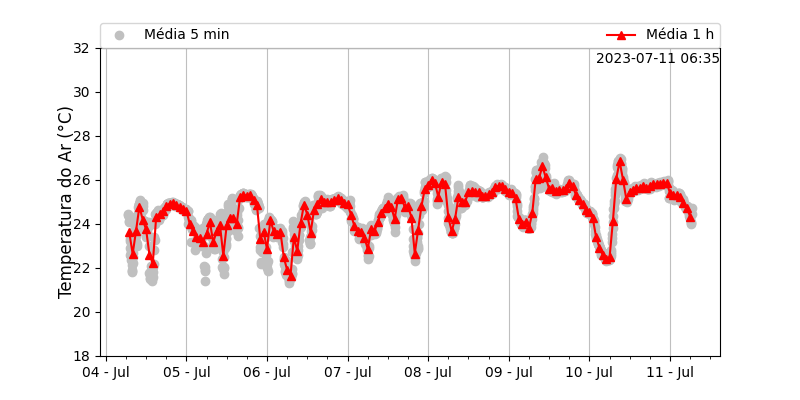 Média 5 min
Média 1 h
2023-07-11 06:35
Temperatura do Ar (°C)
32
30
28
26
24
22
20
18
04 - Jul
05 - Jul
06 - Jul
07 - Jul
08 - Jul
09 - Jul
10 - Jul
11 - Jul